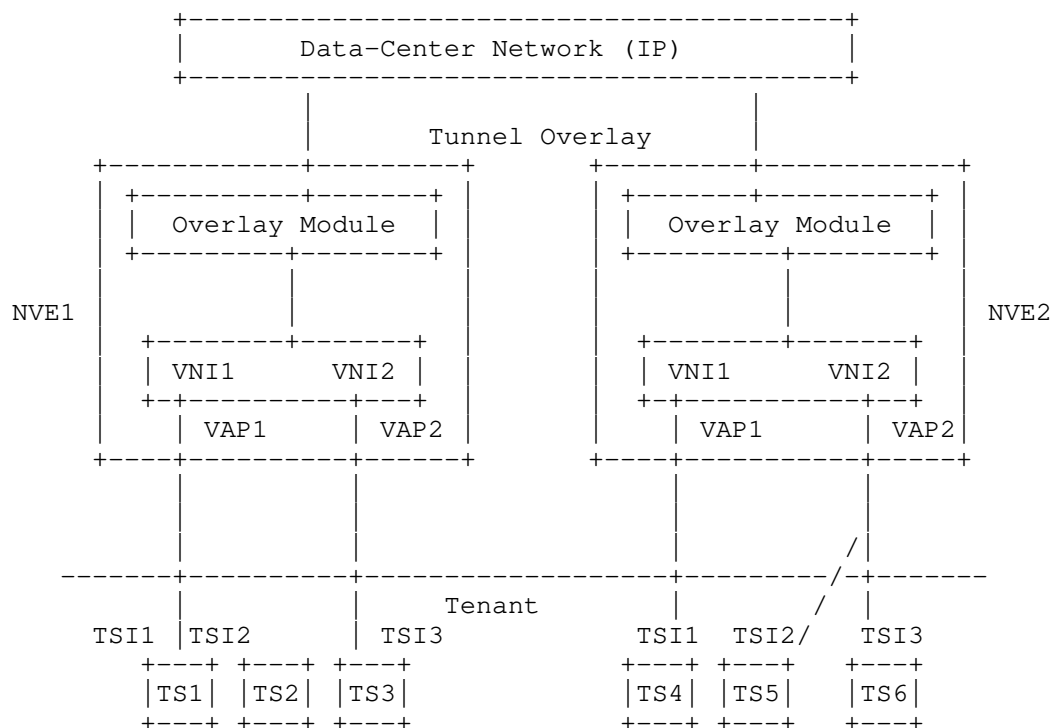 Data-Center Network (IP)
Tunnel Overlay
Overlay Module Overlay Module
NVE1 NVE2
VNI1 VNI2 VNI1 VNI2
VAP1 VAP2 VAP1 VAP2
Tenant
TSI1 TSI2 TSI3 TSI1 TSI2 TSI3
TS1 TS2 TS3 TS4 TS5 TS6